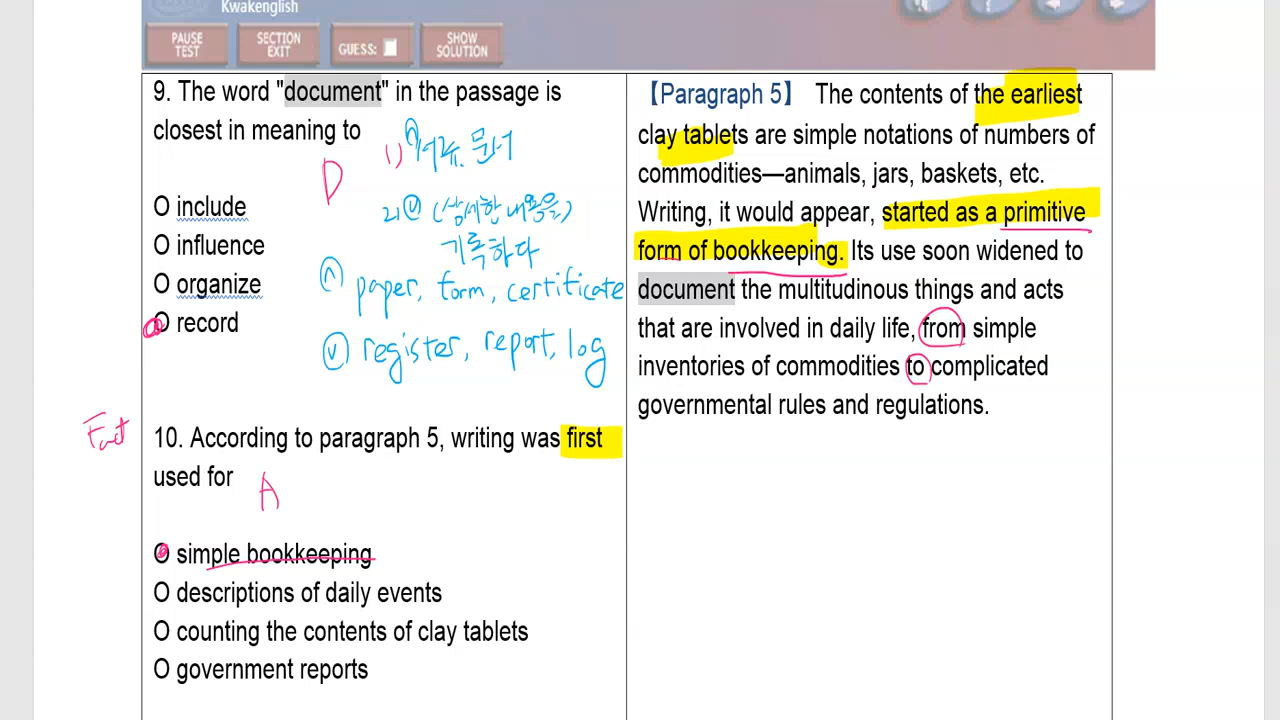 Kwakenglish
PAUSE TEST
SECTION EXIT
GUESS:
SHOW SOLUTION
9. The word "document" in the passage is
closest in meaning to
D
1) ⓝ서류, 문서
2) ⓥ (상세한 내용을)
기록하다
ⓝ paper, form, certificate
ⓥ register, report, log
O include
O influence
O organize
O record
Fact
10. According to paragraph 5, writing was first
used for
A
O simple bookkeeping
O descriptions of daily events
O counting the contents of clay tablets
O government reports
【Paragraph 5】 The contents of the earliest
clay tablets are simple notations of numbers of
commodities—animals, jars, baskets, etc.
Writing, it would appear, started as a primitive
form of bookkeeping. Its use soon widened to
document the multitudinous things and acts
that are involved in daily life, from simple
inventories of commodities to complicated
governmental rules and regulations.